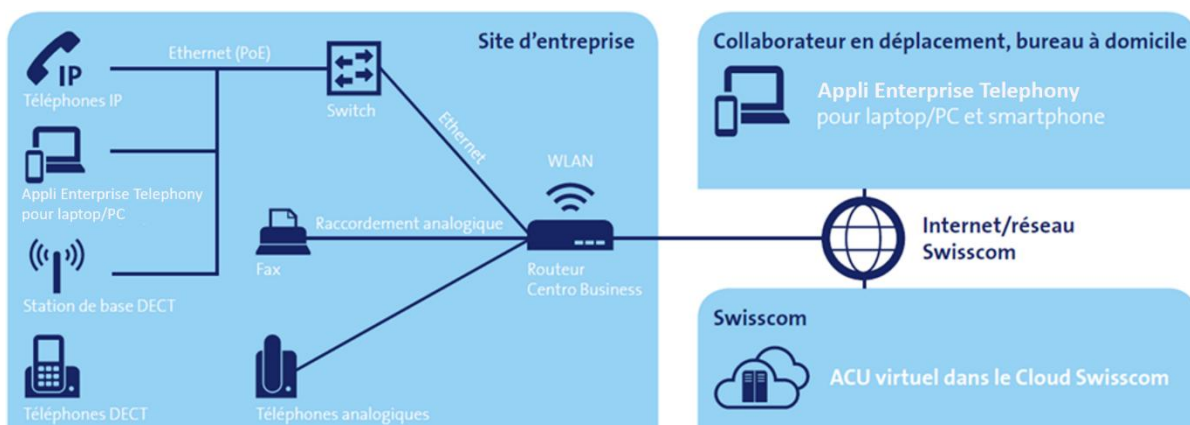 Site d'entreprise
Ethernet (PoE)
IP
Téléphones IP
Switch
Ethernet
Appli Enterprise Telephony
pour laptop/PC
WLAN
Raccordement analogique
Fax
Routeur
Centro Business
Station de base DECT
Téléphones DECT
Téléphones analogiques
Collaborateur en déplacement, bureau à domicile
Appli Enterprise Telephony
pour laptop/PC et smartphone
Internet/réseau
Swisscom
Swisscom
ACU virtuel dans le Cloud Swisscom